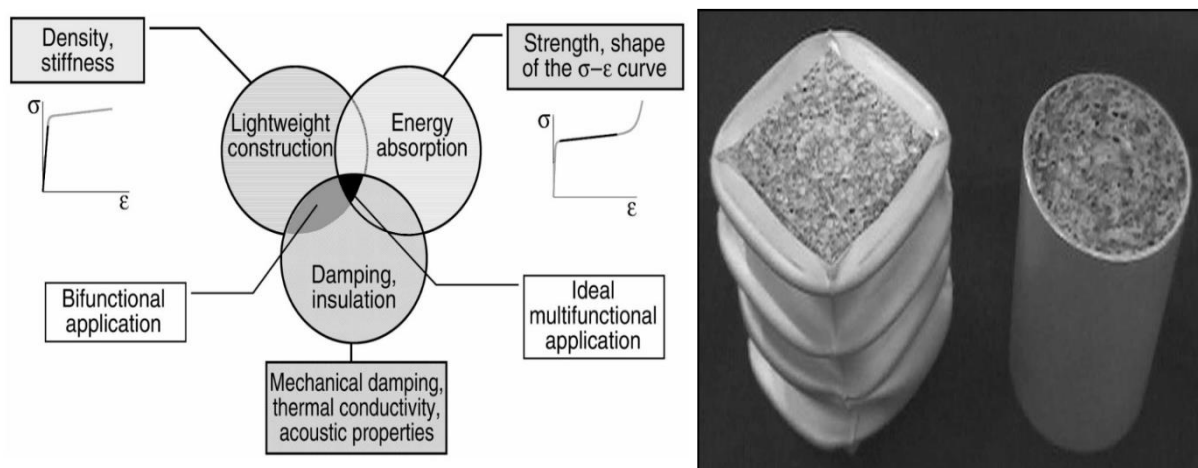 Density,
stiffness
Strength, shape
of the σ–ε curve
σ
ε
Lightweight
construction
Energy
absorption
σ
ε
Damping,
insulation
Bifunctional
application
Ideal
multifunctional
application
Mechanical damping,
thermal conductivity,
acoustic properties